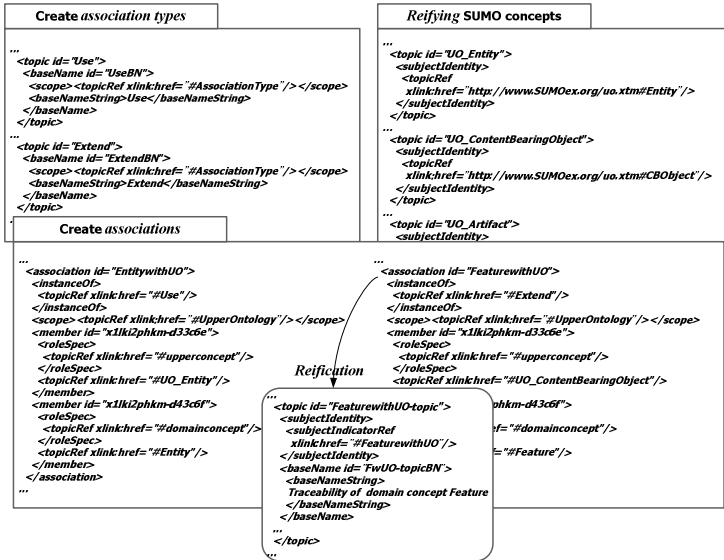 Create association types
...
<topic id="Use">
<baseName id="UseBN">
<scope><topicRef xlink:href="#AssociationType"/></scope>
<baseNameString>Use</baseNameString>
</baseName>
</topic>
...
<topic id="Extend">
<baseName id="ExtendBN">
<scope><topicRef xlink:href="#AssociationType"/></scope>
<baseNameString>Extend</baseNameString>
</baseName>
</topic>
Reifying SUMO concepts
...
<topic id="UO_Entity">
<subjectIdentity>
<topicRef
xlink:href="http://www.SUMOex.org/uo.xtm#Entity"/>
</subjectIdentity>
</topic>
...
<topic id="UO_ContentBearingObject">
<subjectIdentity>
<topicRef
xlink:href="http://www.SUMOex.org/uo.xtm#CBObject"/>
</subjectIdentity>
</topic>
...
<topic id="UO_Artifact">
<subjectIdentity>
Create associations
...
<association id="EntitywithUO">
<instanceOf>
<topicRef xlink:href="#Use"/>
</instanceOf>
<scope><topicRef xlink:href="#UpperOntology"/></scope>
<member id="x1lki2phkm-d33c6e">
<roleSpec>
<topicRef xlink:href="#upperconcept"/>
</roleSpec>
<topicRef xlink:href="#UO_Entity"/>
</member>
<member id="x1lki2phkm-d43c6f">
<roleSpec>
<topicRef xlink:href="#domainconcept"/>
</roleSpec>
<topicRef xlink:href="#Entity"/>
</member>
</association>
...
...
<association id="FeaturewithUO">
<instanceOf>
<topicRef xlink:href="#Extend"/>
</instanceOf>
<scope><topicRef xlink:href="#UpperOntology"/></scope>
<member id="x1lki2phkm-d33c6e">
<roleSpec>
<topicRef xlink:href="#upperconcept"/>
</roleSpec>
<topicRef xlink:href="#UO_ContentBearingObject"/>
phkm-d43c6f">
f="#domainconcept"/>
f="#Feature"/>
Reification
...
<topic id="FeaturewithUO-topic">
<subjectIdentity>
<subjectIndicatorRef
xlink:href="#FeaturewithUO"/>
</subjectIdentity>
<baseName id="FwUO-topicBN">
<baseNameString>
Traceability of domain concept Feature
</baseNameString>
</baseName>
...
</topic>
...